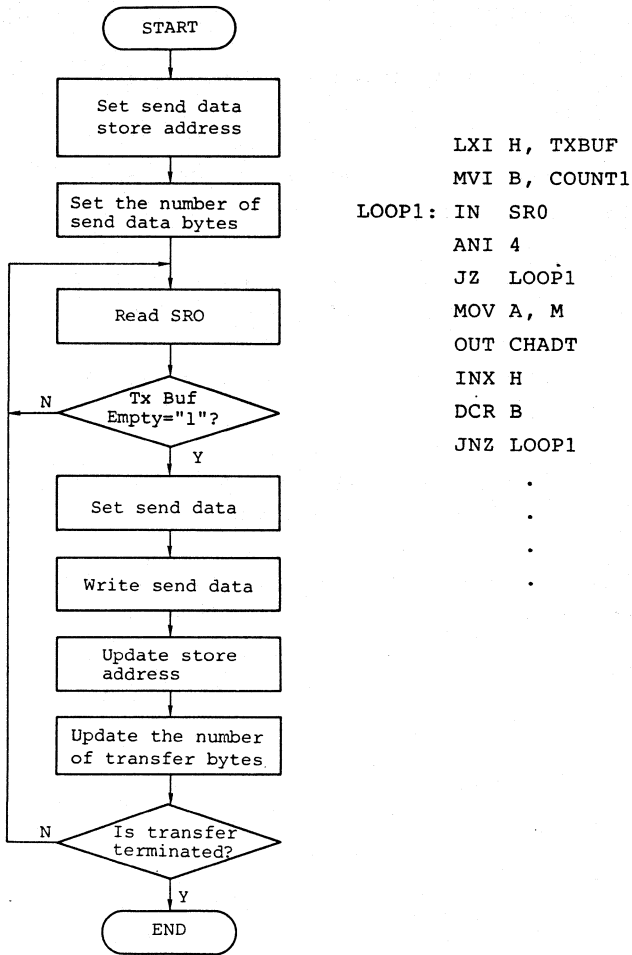 START
Set send data
store address
Set the number of
send data bytes
Read SRO
Tx Buf
Empty="1"?
N
Y
Set send data
Write send data
Update store
address
Update the number
of transfer bytes
Is transfer
terminated?
N
Y
END
LXI H, TXBUF
MVI B, COUNT1
LOOP1: IN SR0
ANI 4
JZ LOOP1
MOV A, M
OUT CHADT
INX H
DCR B
JNZ LOOP1
.
.
.
.